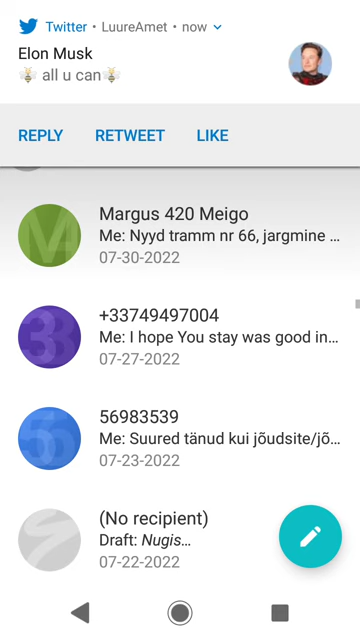 Twitter • LuureAmet • now
Elon Musk
🐝 all u can🐝
REPLY RETWEET LIKE
Margus 420 Meigo
Me: Nyyd tramm nr 66, jargmine ...
07-30-2022
+33749497004
Me: I hope You stay was good in...
07-27-2022
56983539
Me: Suured tänud kui jõudsite/jõ...
07-23-2022
(No recipient)
Draft: Nugis...
07-22-2022